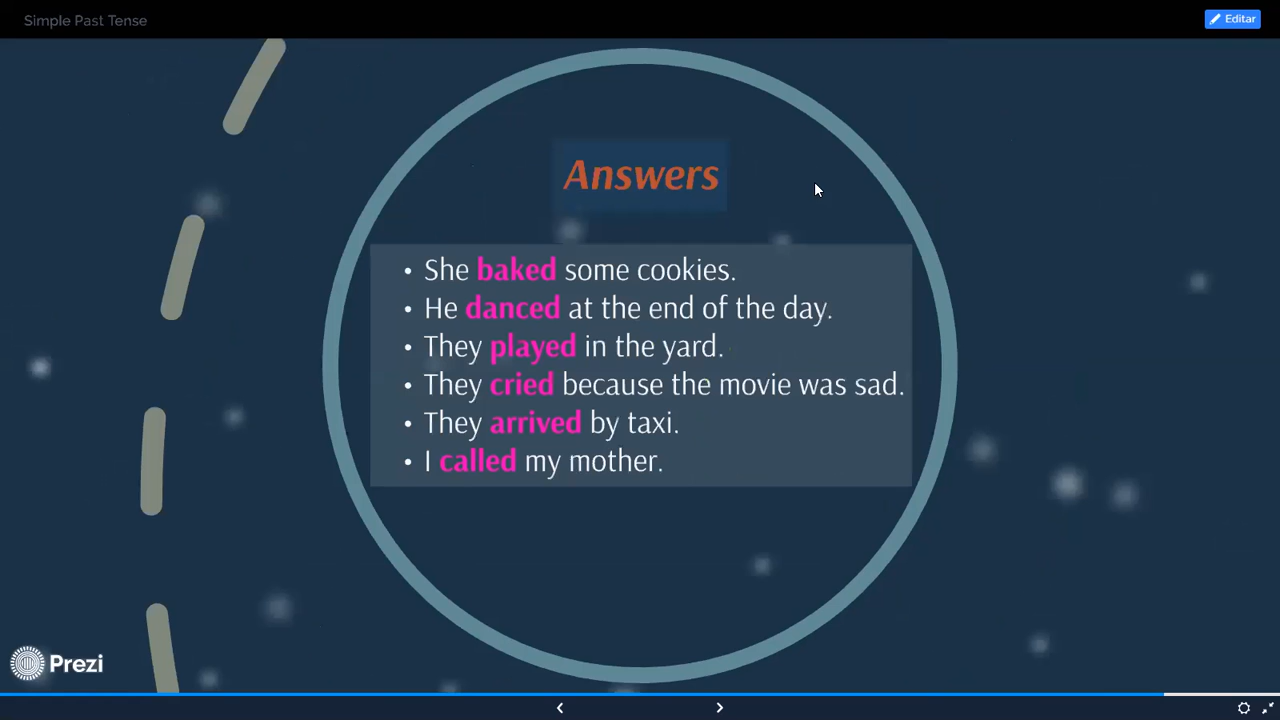 Simple Past Tense
Editar
Answers
• She baked some cookies.
• He danced at the end of the day.
• They played in the yard.
• They cried because the movie was sad.
• They arrived by taxi.
• I called my mother.
Prezi